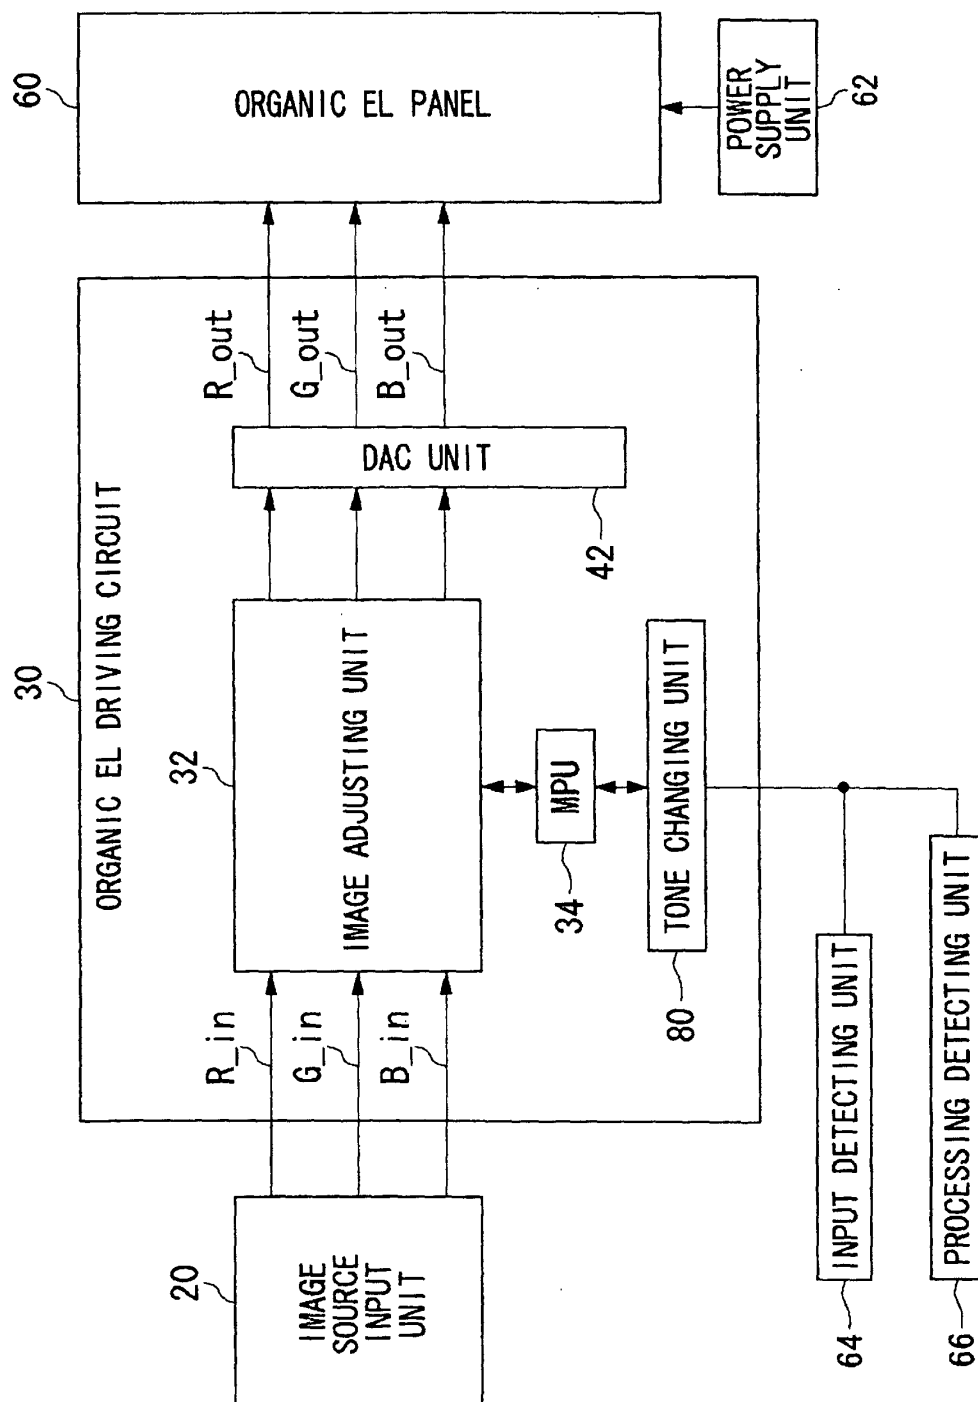 30
ORGANIC EL DRIVING CIRCUIT
20
IMAGE
SOURCE
INPUT
UNIT
R_in
G_in
B_in
32
IMAGE ADJUSTING UNIT
DAC UNIT
42
R_out
G_out
B_out
60
ORGANIC EL PANEL
POWER
SUPPLY
UNIT
62
MPU
34
TONE CHANGING UNIT
80
INPUT DETECTING UNIT
64
PROCESSING DETECTING UNIT
66